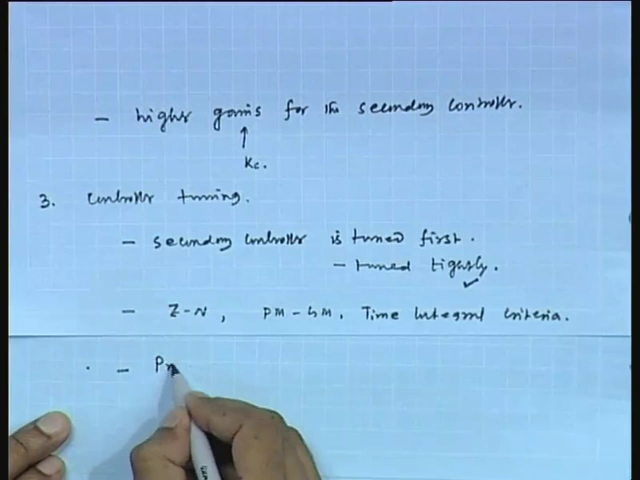 - higher gains for the secondary controller.
↑
Kc.
3. Controller tuning.
- secondary controller is tuned first.
- tuned tightly. ✓
- Z-N, PM-GM. Time integral criteria.
- Pr